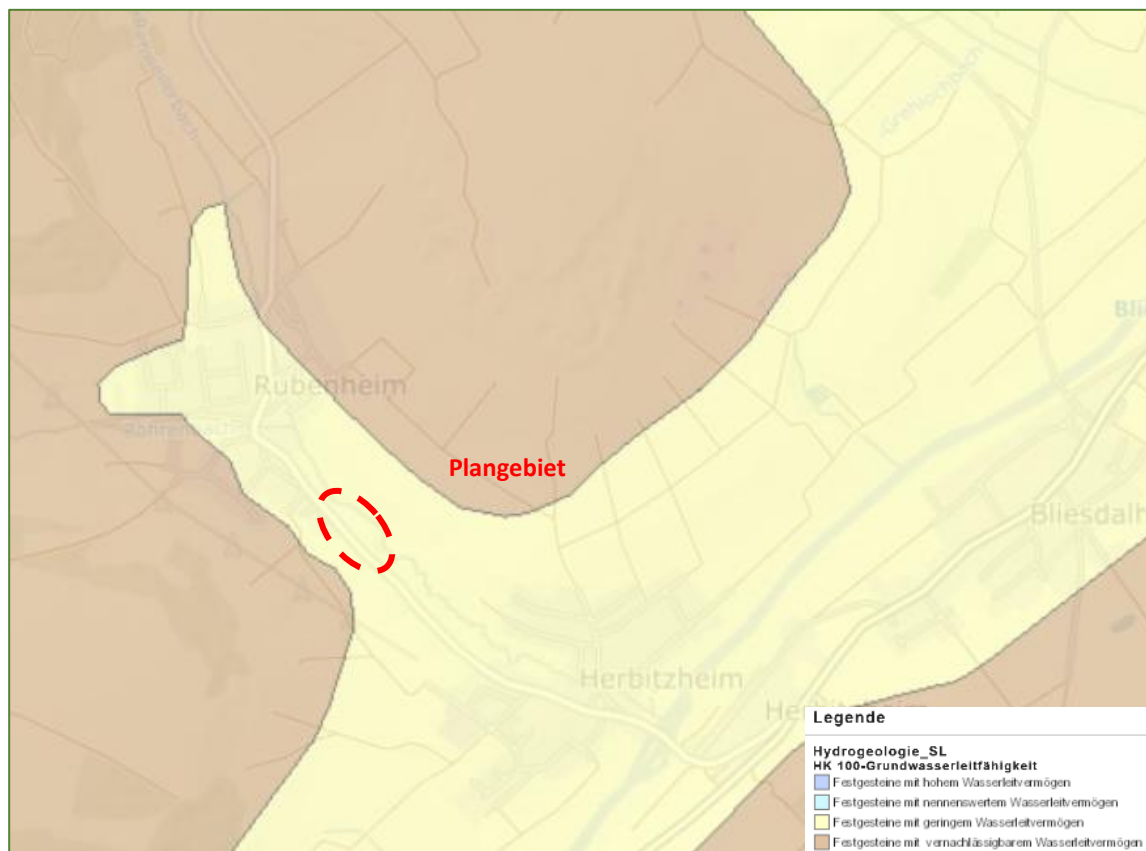 Rubenheim
Plangebiet
Bliesdalh
Herbitzheim
Legende
Hydrogeologie_SL
HK 100-Grundwasserleitfähigkeit
Festgesteine mit hohem Wasserleitvermögen
Festgesteine mit nennenswertem Wasserleitvermögen
Festgesteine mit geringem Wasserleitvermögen
Festgesteine mit vernachlässigbarem Wasserleitvermögen